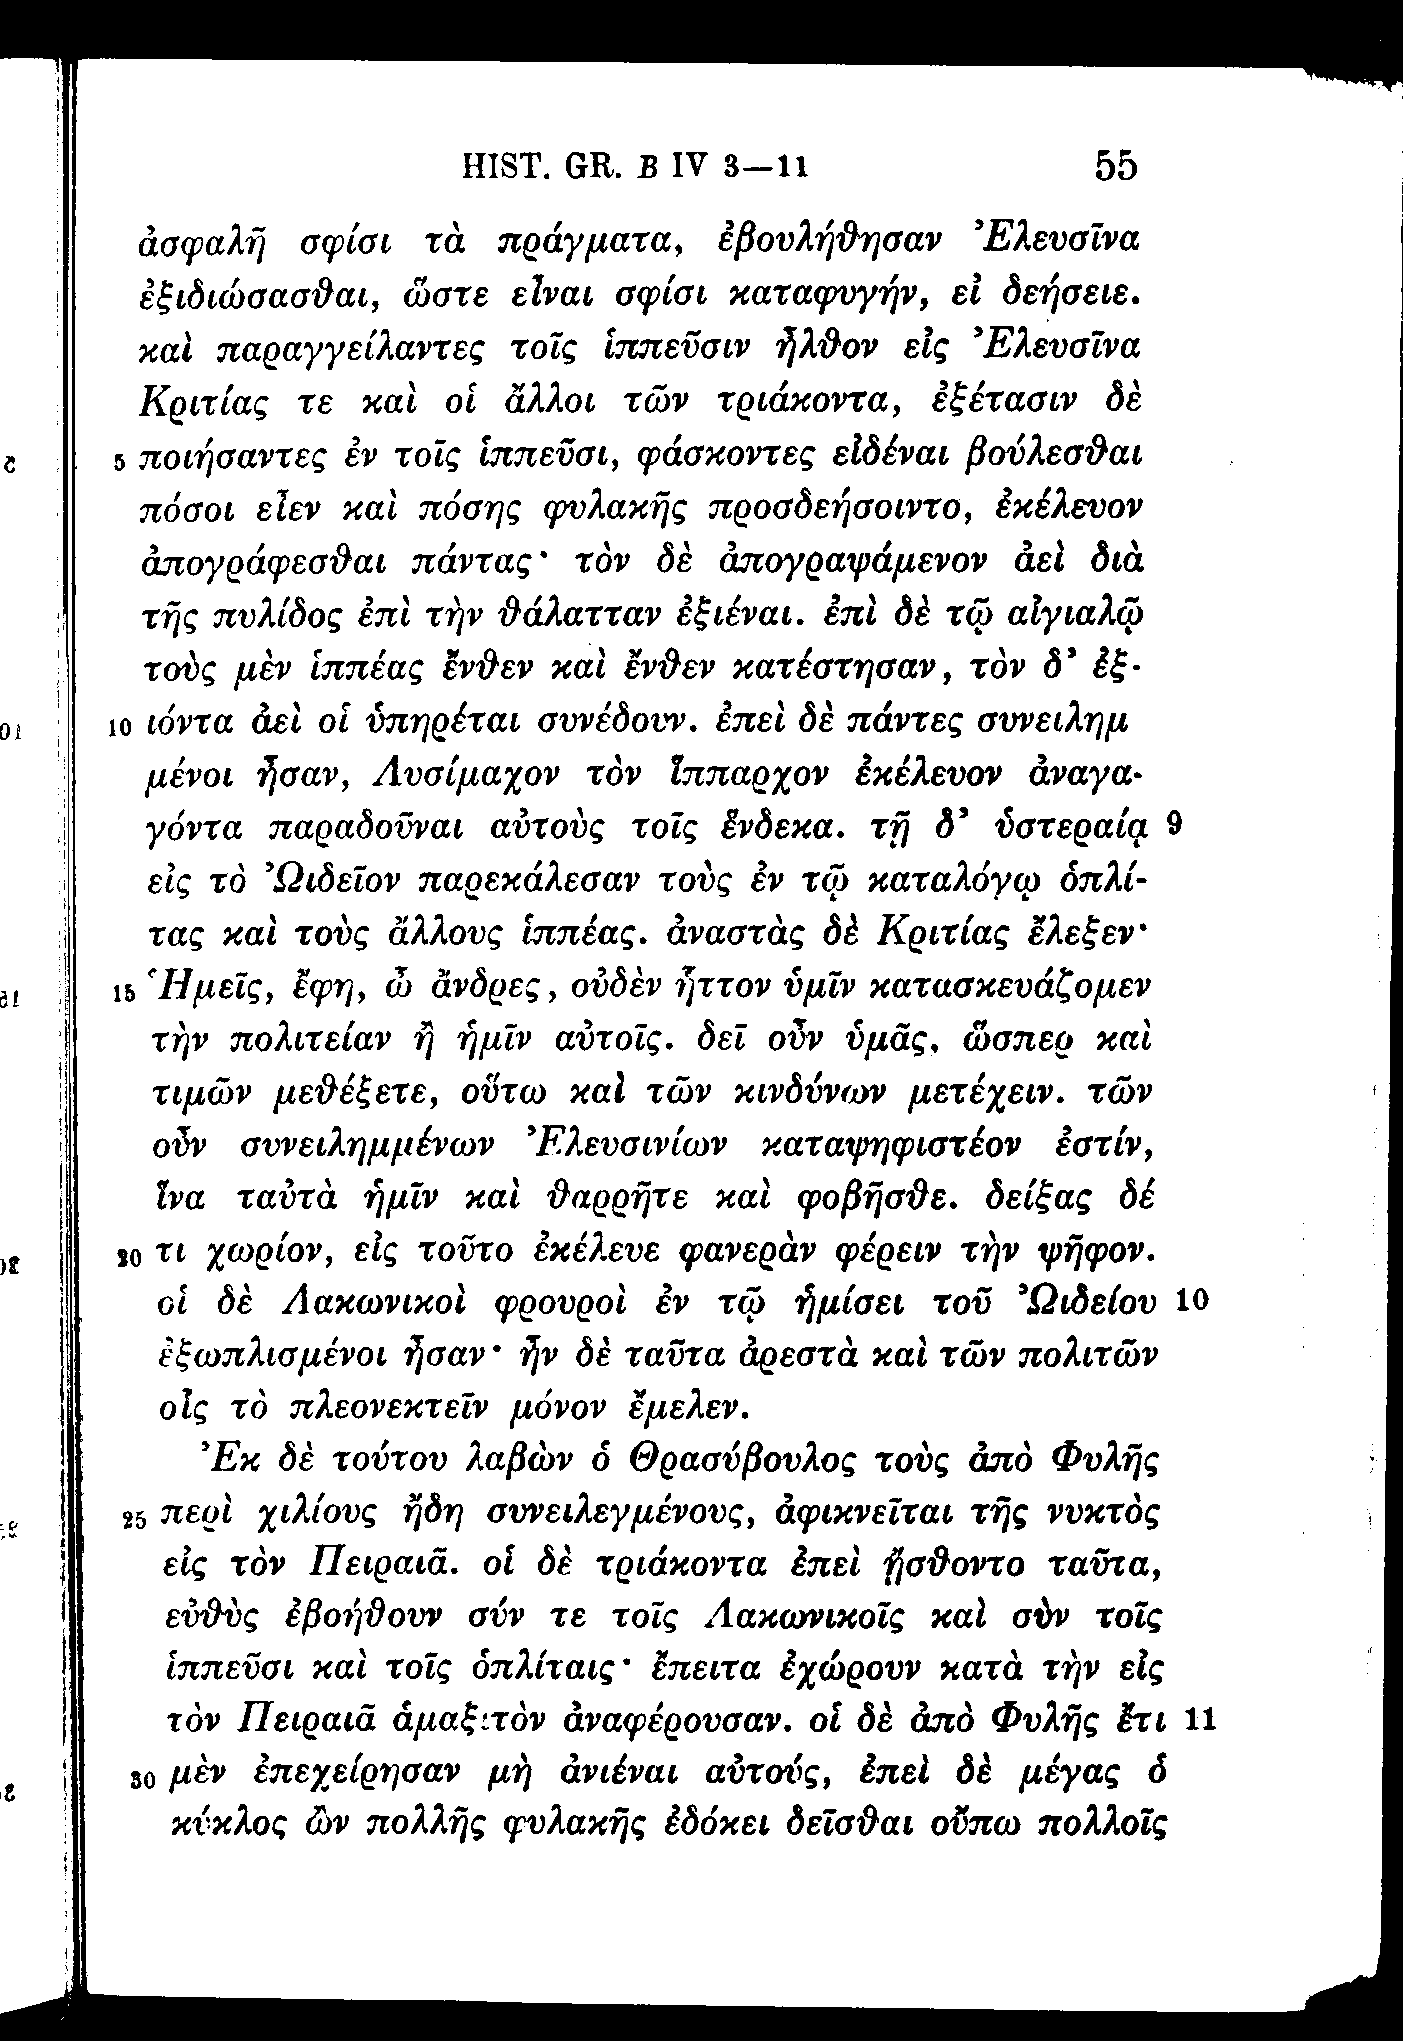 HIST. GR. B IV 3—11 55
ἀσφαλῆ σφίσι τὰ πράγματα, ἐβουλήθησαν Ἐλευσῖνα
ἐξιδιώσασθαι, ὥστε εἶναι σφίσι καταφυγήν, εἰ δεήσειε.
καὶ παραγγείλαντες τοῖς ἱππεῦσιν ἦλθον εἰς Ἐλευσῖνα
Κριτίας τε καὶ οἱ ἄλλοι τῶν τριάκοντα, ἐξέτασιν δὲ
5 ποιήσαντες ἐν τοῖς ἱππεῦσι, φάσκοντες εἰδέναι βούλεσθαι
πόσοι εἶεν καὶ πόσης φυλακῆς προσδεήσοιντο, ἐκέλευον
ἀπογράφεσθαι πάντας· τὸν δὲ ἀπογραψάμενον ἀεὶ διὰ
τῆς πυλίδος ἐπὶ τὴν θάλατταν ἐξιέναι. ἐπὶ δὲ τῷ αἰγιαλῷ
τοὺς μὲν ἱππέας ἔνθεν καὶ ἔνθεν κατέστησαν, τὸν δ’ ἐξ-
10 ιόντα ἀεὶ οἱ ὑπηρέται συνέδουν. ἐπεὶ δὲ πάντες συνειλημ
μένοι ἦσαν, Λυσίμαχον τὸν ἵππαρχον ἐκέλευον ἀναγα-
γόντα παραδοῦναι αὐτοὺς τοῖς ἕνδεκα. τῇ δ’ ὑστεραίᾳ 9
εἰς τὸ Ὠιδεῖον παρεκάλεσαν τοὺς ἐν τῷ καταλόγῳ ὁπλί-
τας καὶ τοὺς ἄλλους ἱππέας. ἀναστὰς δὲ Κριτίας ἔλεξεν·
15 Ἡμεῖς, ἔφη, ὦ ἄνδρες, οὐδὲν ἧττον ὑμῖν κατασκευάζομεν
τὴν πολιτείαν ἢ ἡμῖν αὐτοῖς. δεῖ οὖν ὑμᾶς, ὥσπερ καὶ
τιμῶν μεθέξετε, οὕτω καὶ τῶν κινδύνων μετέχειν. τῶν
οὖν συνειλημμένων Ἐλευσινίων καταψηφιστέον ἐστίν,
ἵνα ταὐτὰ ἡμῖν καὶ θαρρῆτε καὶ φοβῆσθε. δείξας δέ
20 τι χωρίον, εἰς τοῦτο ἐκέλευε φανερὰν φέρειν τὴν ψῆφον.
οἱ δὲ Λακωνικοὶ φρουροὶ ἐν τῷ ἡμίσει τοῦ Ὠιδείου 10
ἐξωπλισμένοι ἦσαν· ἦν δὲ ταῦτα ἀρεστὰ καὶ τῶν πολιτῶν
οἷς τὸ πλεονεκτεῖν μόνον ἔμελεν.
Ἐκ δὲ τούτου λαβὼν ὁ Θρασύβουλος τοὺς ἀπὸ Φυλῆς
25 περὶ χιλίους ἤδη συνειλεγμένους, ἀφικνεῖται τῆς νυκτὸς
εἰς τὸν Πειραιᾶ. οἱ δὲ τριάκοντα ἐπεὶ ᾔσθοντο ταῦτα,
εὐθὺς ἐβοήθουν σύν τε τοῖς Λακωνικοῖς καὶ σὺν τοῖς
ἱππεῦσι καὶ τοῖς ὁπλίταις· ἔπειτα ἐχώρουν κατὰ τὴν εἰς
τὸν Πειραιᾶ ἁμαξιτὸν ἀναφέρουσαν. οἱ δὲ ἀπὸ Φυλῆς ἔτι 11
30 μὲν ἐπεχείρησαν μὴ ἀνιέναι αὐτούς, ἐπεὶ δὲ μέγας ὁ
κύκλος ὢν πολλῆς φυλακῆς ἐδόκει δεῖσθαι οὔπω πολλοῖς